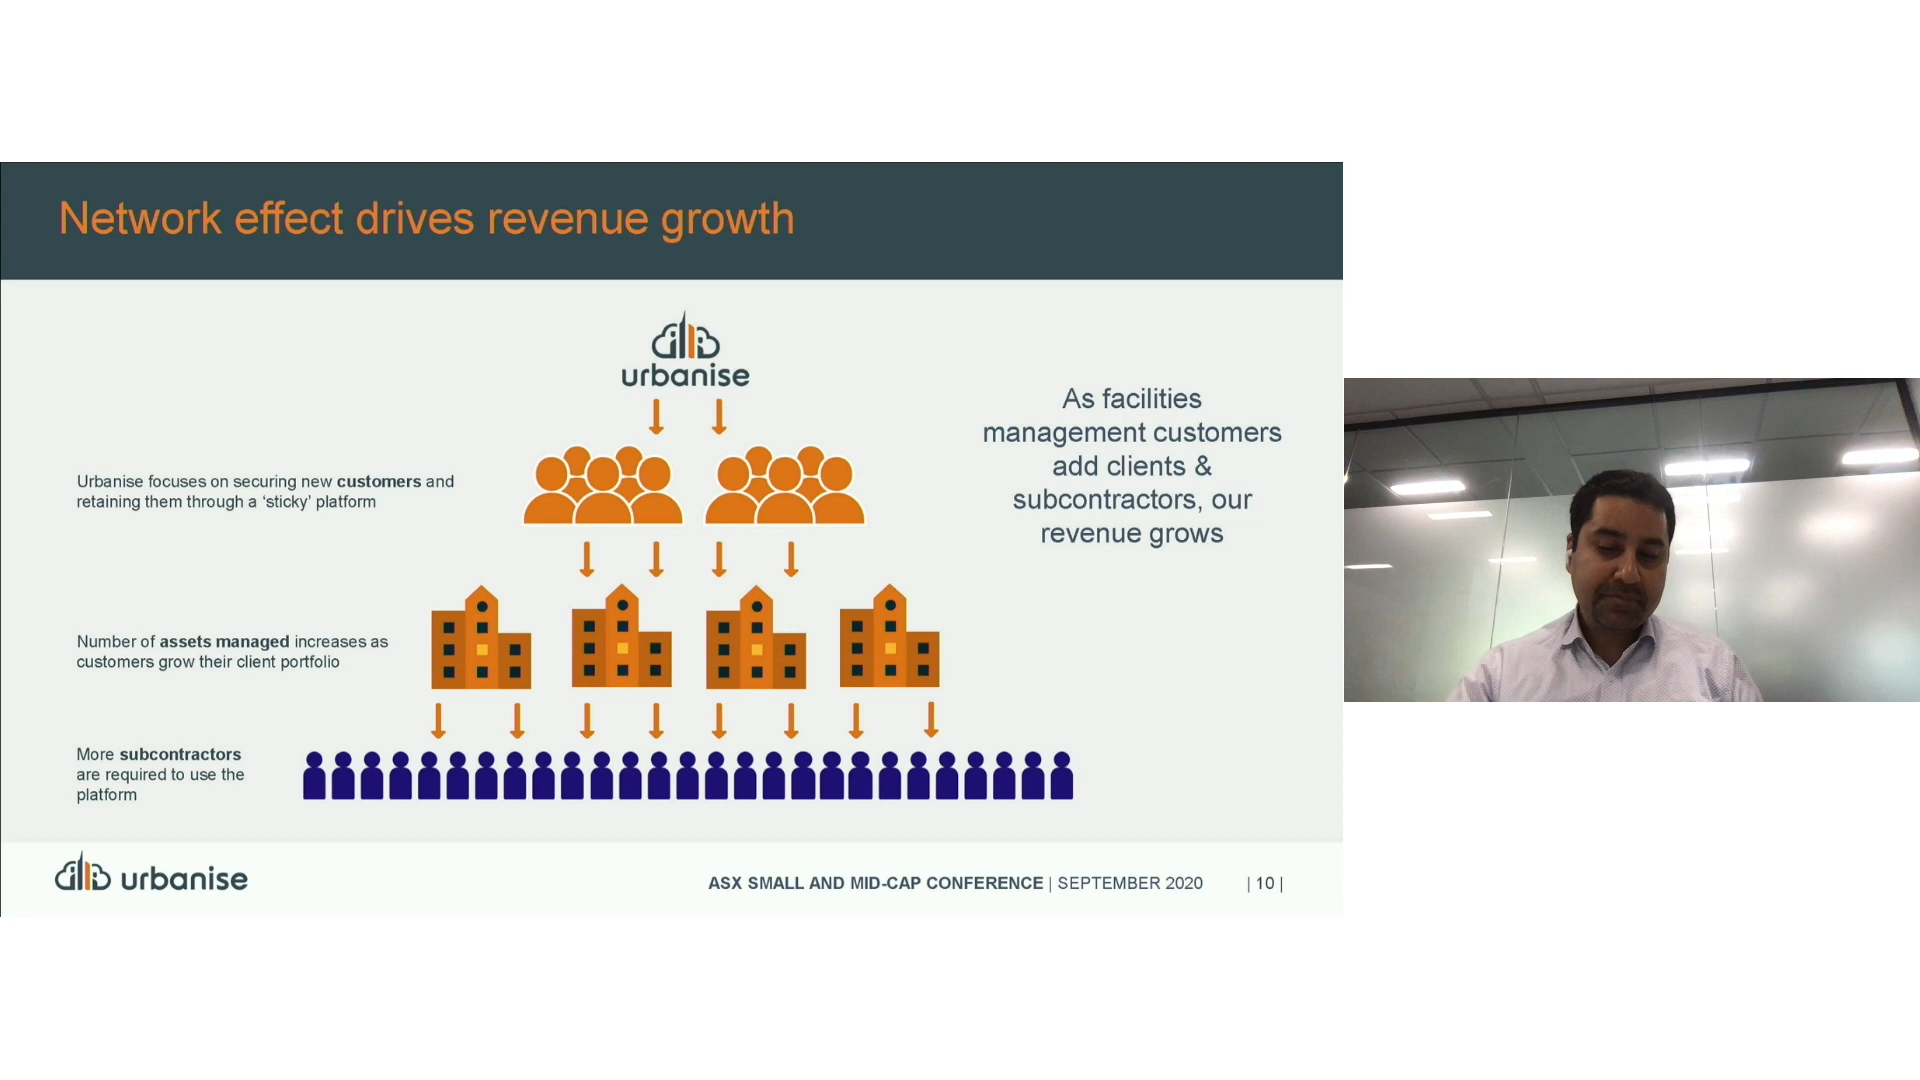 Network effect drives revenue growth
urbanise
As facilities
management customers
add clients &
subcontractors, our
revenue grows
Urbanise focuses on securing new customers and
retaining them through a ‘sticky’ platform
Number of assets managed increases as
customers grow their client portfolio
More subcontractors
are required to use the
platform
urbanise
ASX SMALL AND MID-CAP CONFERENCE | SEPTEMBER 2020 | 10 |